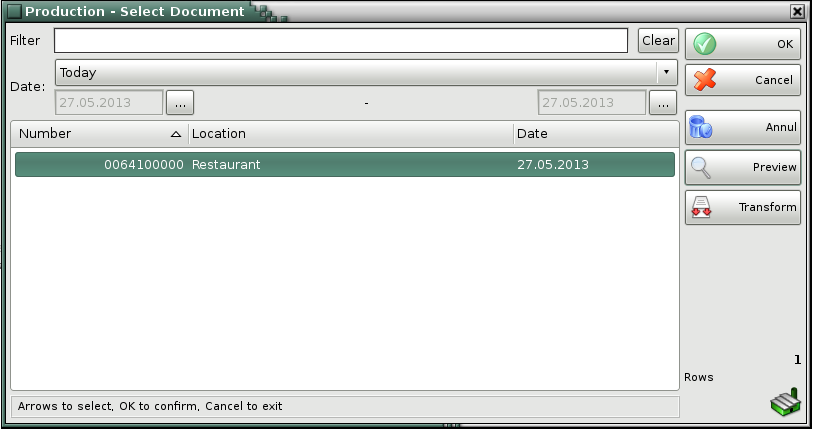 Production - Select Document
Filter
Clear
OK
Today
Cancel
Date:
27.05.2013 ... - 27.05.2013 ...
Number Location Date
Annul
0064100000 Restaurant 27.05.2013
Preview
Transform
1
Rows
Arrows to select, OK to confirm, Cancel to exit